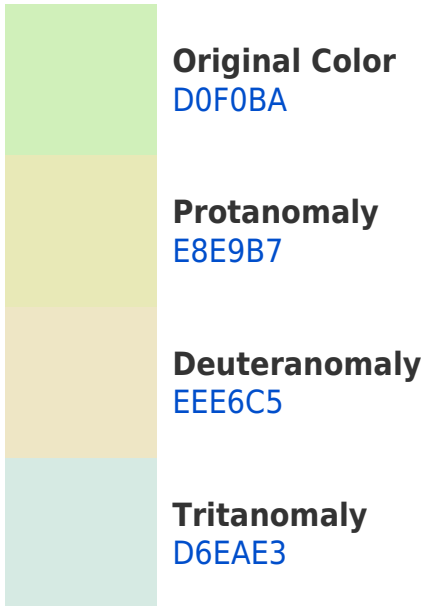 Original Color
D0F0BA
Protanomaly
E8E9B7
Deuteranomaly
EEE6C5
Tritanomaly
D6EAE3